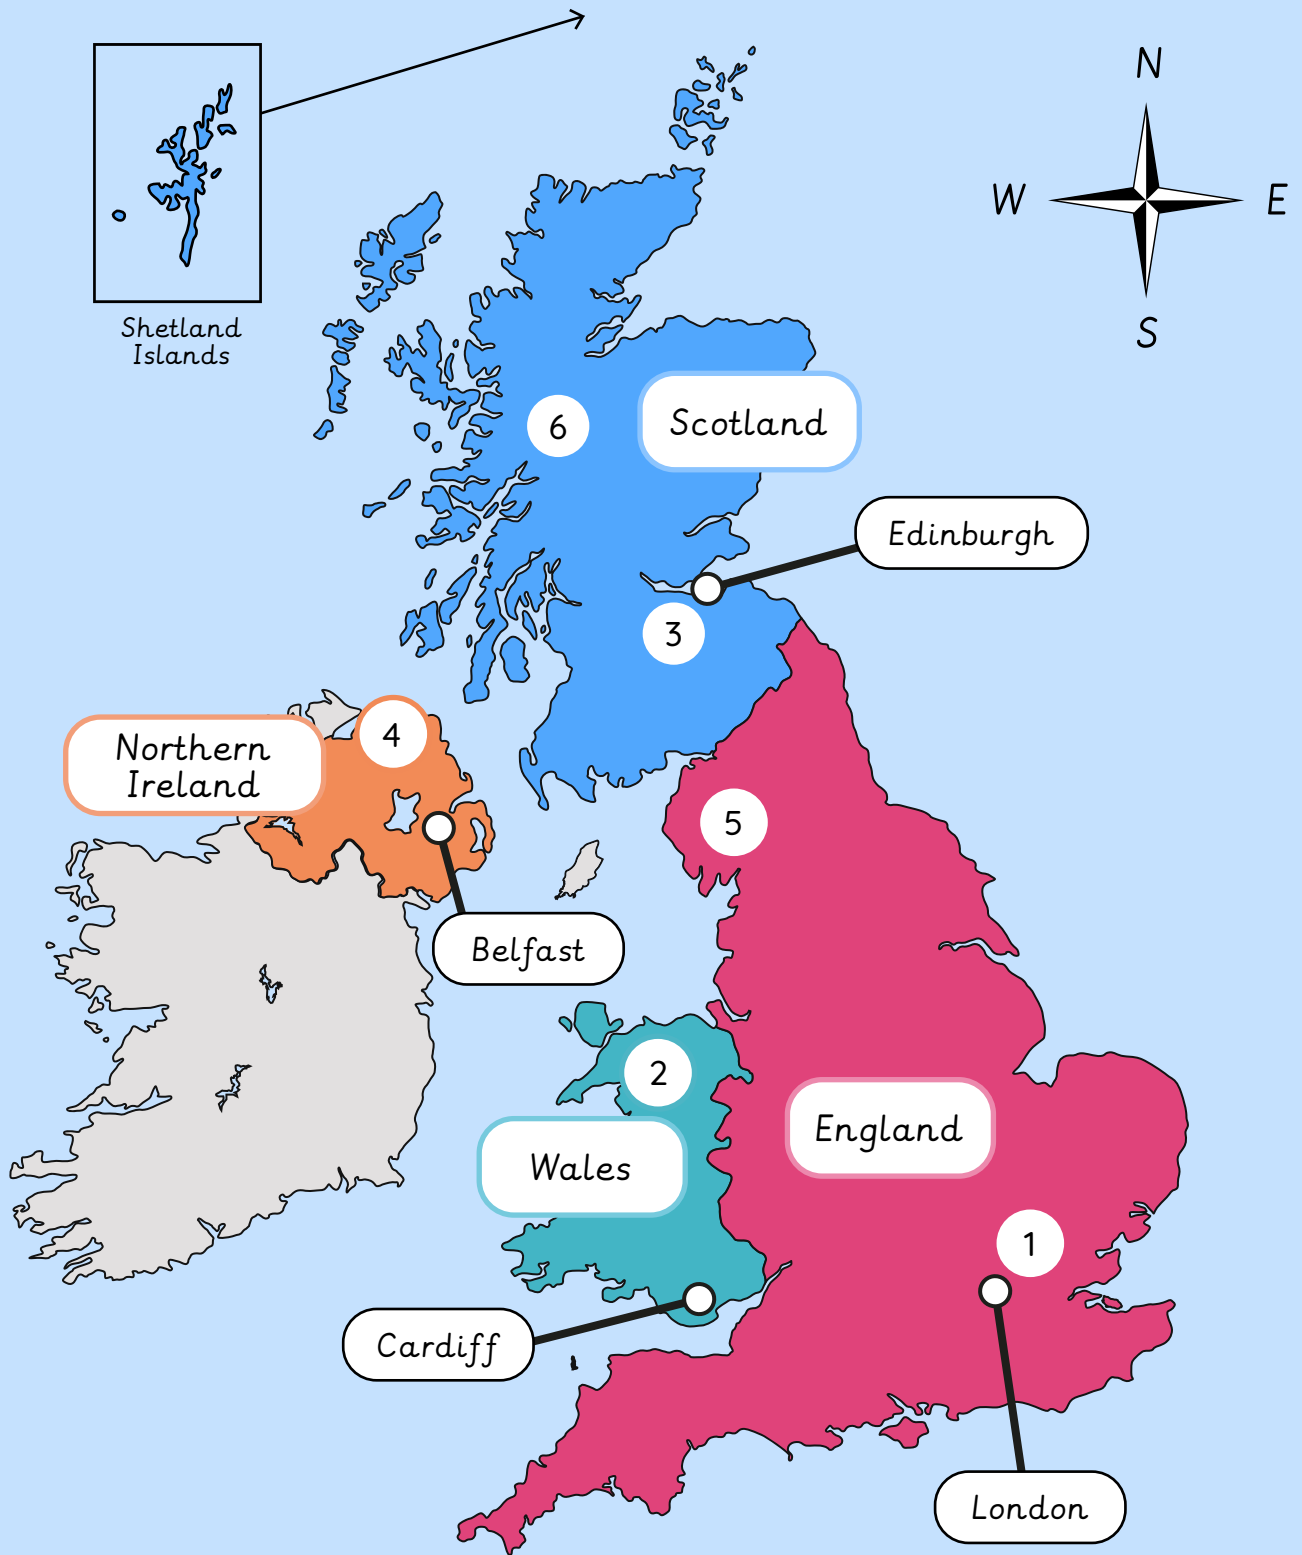 N
W
E
S
Shetland
Islands
6
Scotland
Edinburgh
3
Northern
Ireland
4
5
Belfast
2
Wales
England
1
Cardiff
London